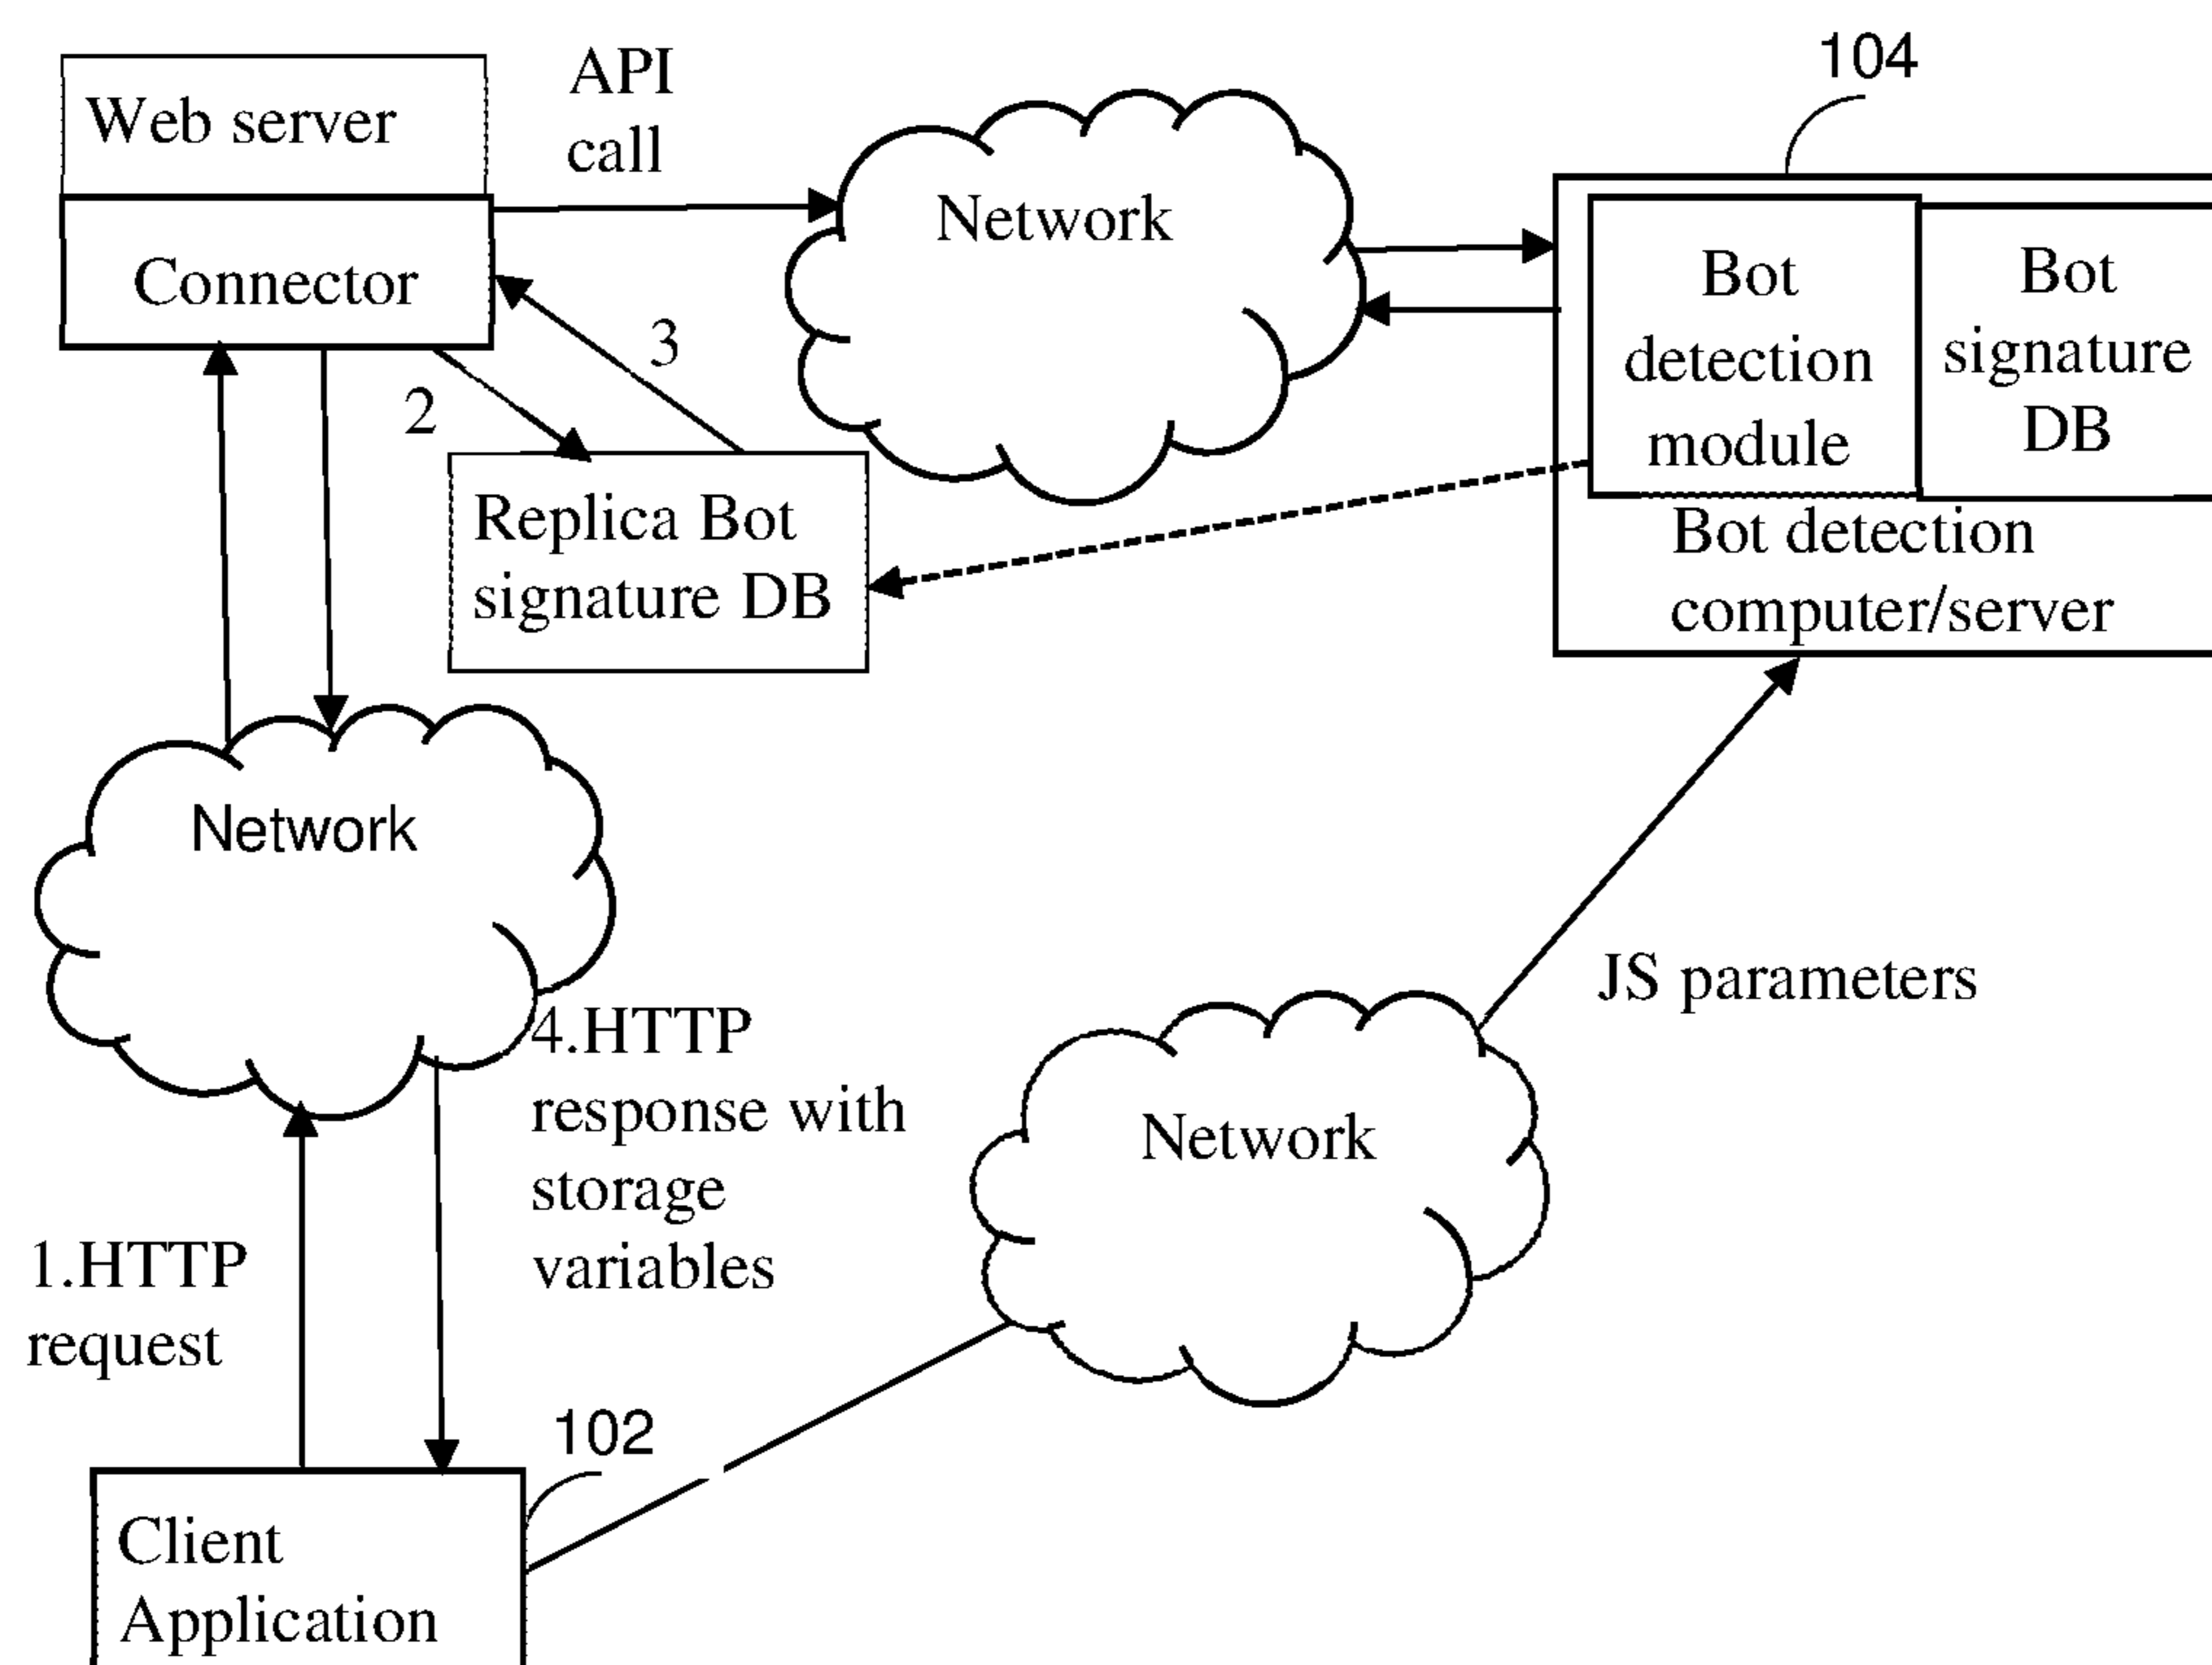 104
API
call
Web server
Connector
Network
Bot
detection
module
Bot
signature
DB
3
2
Replica Bot
signature DB
Bot detection
computer/server
Network
JS parameters
4.HTTP
response with
storage
variables
Network
1.HTTP
request
102
Client
Application